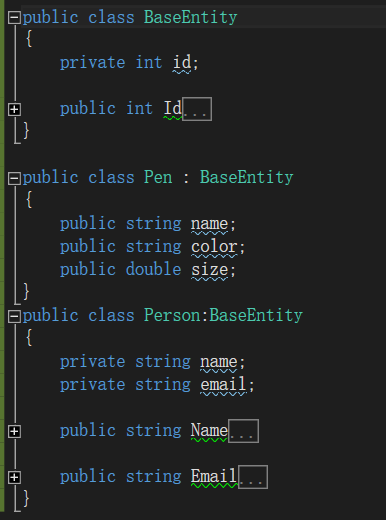 public class BaseEntity
{
private int id;
public int Id...
}
public class Pen : BaseEntity
{
public string name;
public string color;
public double size;
}
public class Person:BaseEntity
{
private string name;
private string email;
public string Name...
public string Email...
}